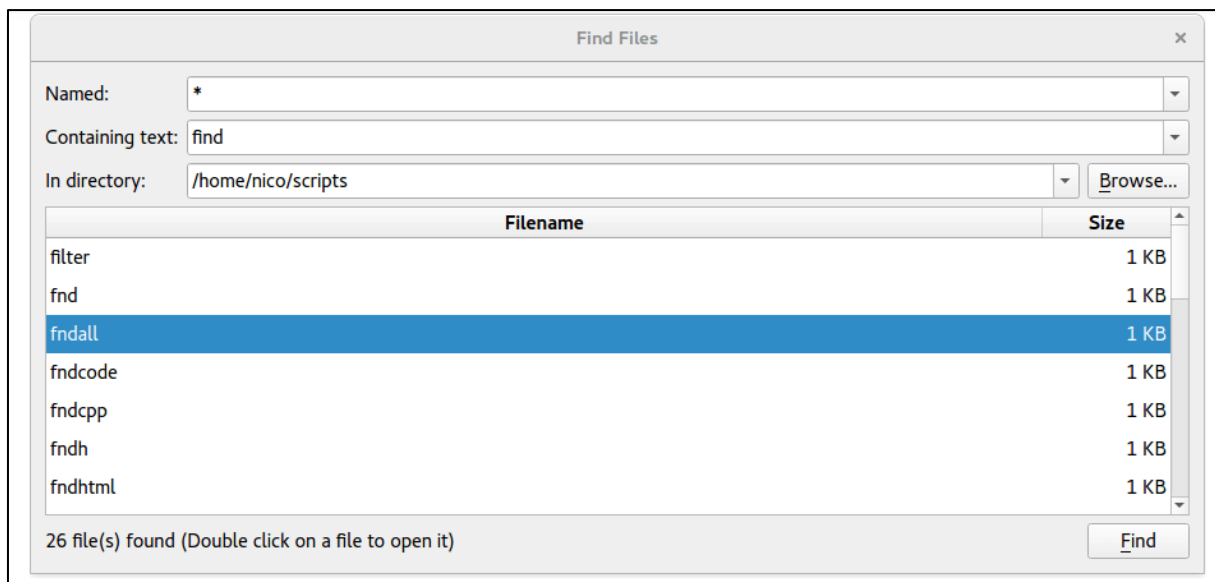 Find Files ×
Named: *
Containing text: find
In directory: /home/nico/scripts Browse...
Filename Size
filter 1 KB
fnd 1 KB
fndall 1 KB
fndcode 1 KB
fndcpp 1 KB
fndh 1 KB
fndhtml 1 KB
26 file(s) found (Double click on a file to open it) Find